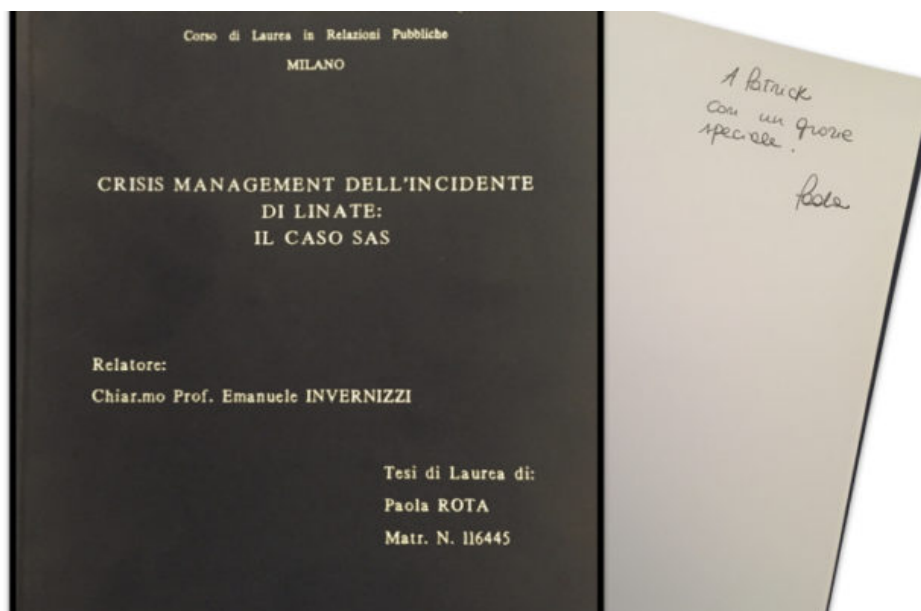 Corso di Laurea in Relazioni Pubbliche
MILANO
CRISIS MANAGEMENT DELL'INCIDENTE
DI LINATE:
IL CASO SAS
Relatore:
Chiar.mo Prof. Emanuele INVERNIZZI
Tesi di Laurea di:
Paola ROTA
Matr. N. 116445
A Patrick
con un grazie
speciale.
Paola